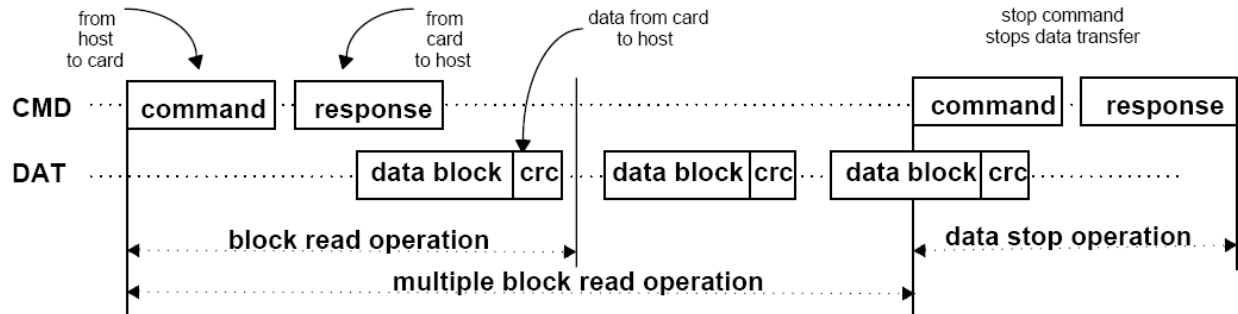 from
host
to card
from
card
to host
data from card
to host
stop command
stops data transfer
CMD
command
response
command
response
DAT
data block
crc
data block
crc
data block
crc
block read operation
data stop operation
multiple block read operation